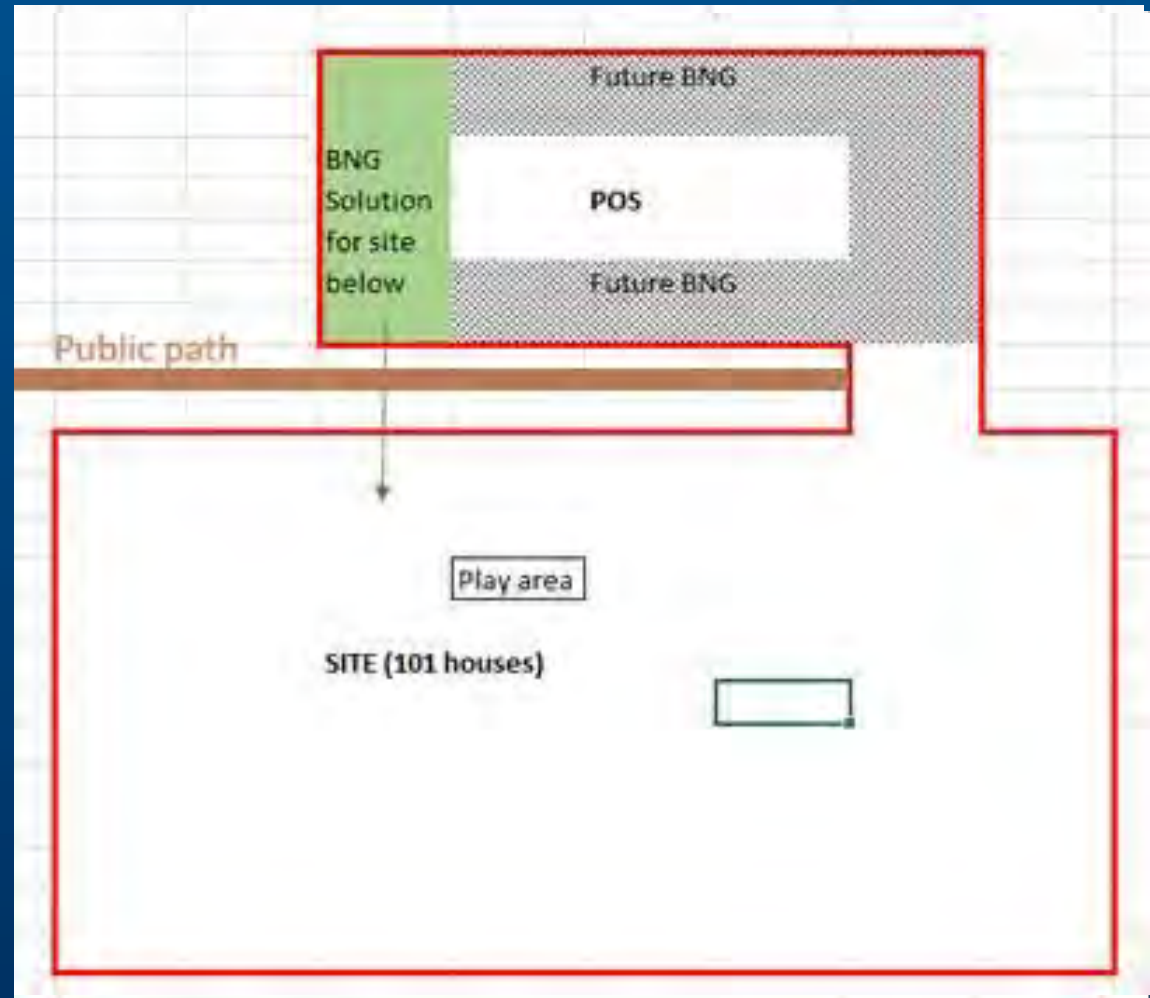 Future BNG
BNG
Solution
for site
below
POS
Future BNG
Public path
Play area
SITE (101 houses)